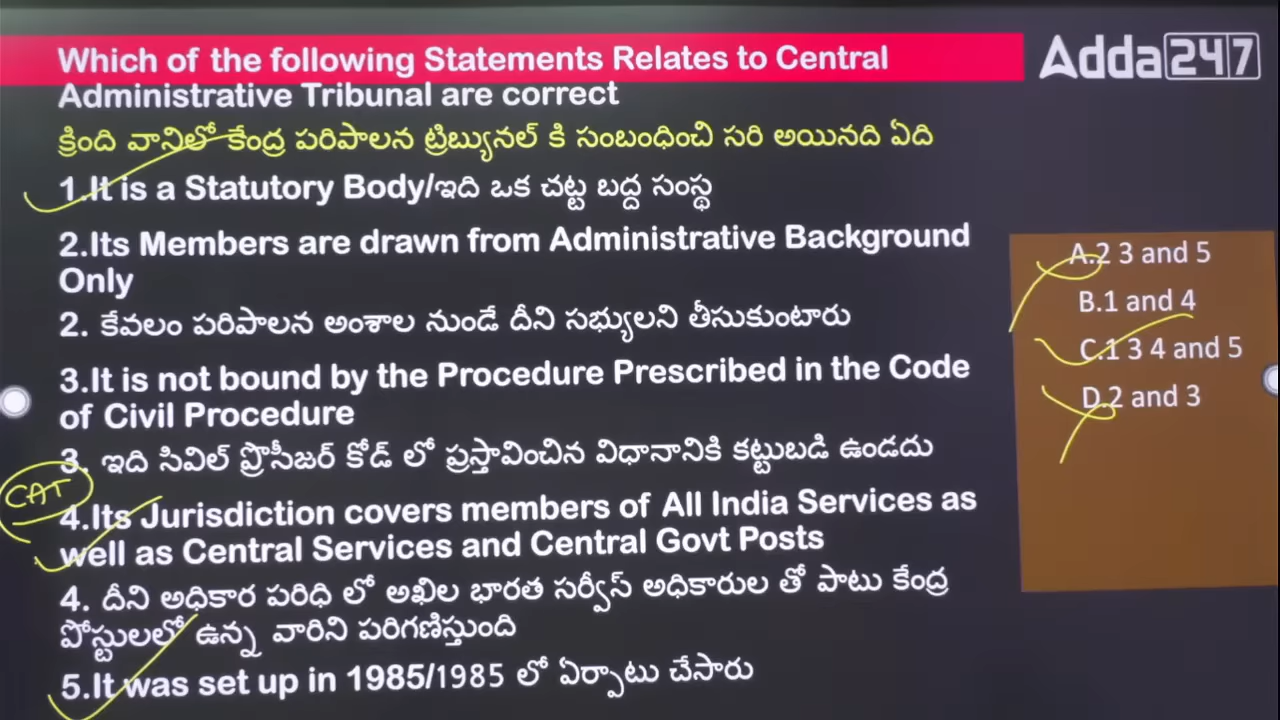 Which of the following Statements Relates to Central
Administrative Tribunal are correct
క్రింది వానిలో కేంద్ర పరిపాలన ట్రిబ్యునల్ కి సంబంధించి సరి అయినది ఏది
1.It is a Statutory Body/ఇది ఒక చట్ట బద్ద సంస్థ
2.Its Members are drawn from Administrative Background
Only
2. కేవలం పరిపాలన అంశాల నుండే దీని సభ్యులని తీసుకుంటారు
3.It is not bound by the Procedure Prescribed in the Code
of Civil Procedure
3. ఇది సివిల్ ప్రొసీజర్ కోడ్ లో ప్రస్తావించిన విధానానికి కట్టుబడి ఉండదు
CAT
4.Its Jurisdiction covers members of All India Services as
well as Central Services and Central Govt Posts
4. దీని అధికార పరిధి లో అఖిల భారత సర్వీస్ అధికారుల తో పాటు కేంద్ర
పోస్టులలో ఉన్న వారిని పరిగణిస్తుంది
5.It was set up in 1985/1985 లో ఏర్పాటు చేసారు
Adda247
A.2 3 and 5
B.1 and 4
C.1 3 4 and 5
D.2 and 3